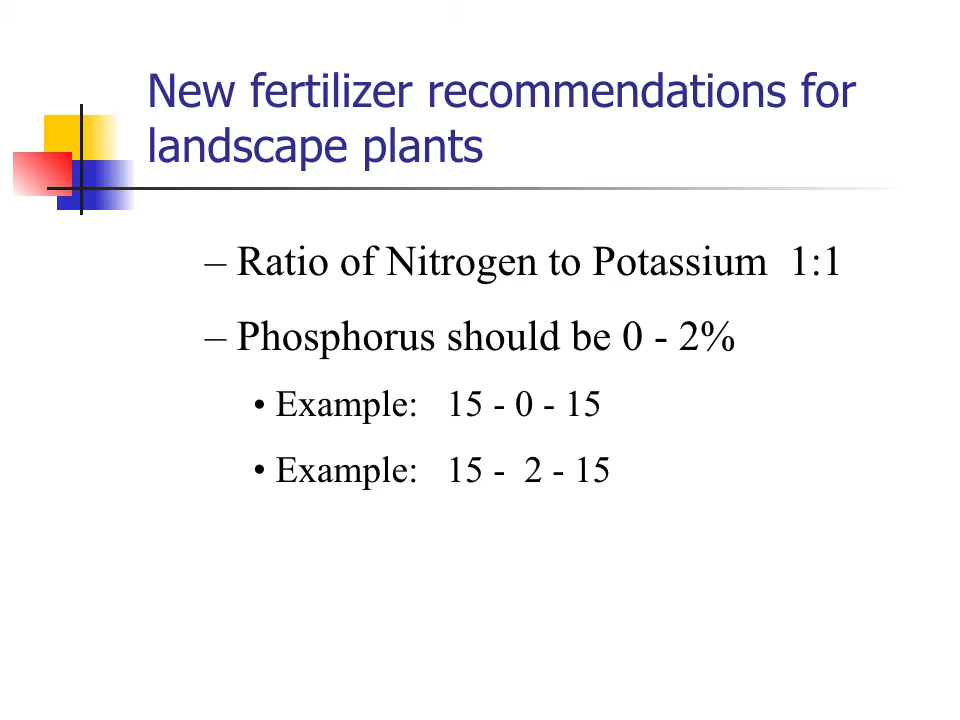 New fertilizer recommendations for
landscape plants
– Ratio of Nitrogen to Potassium 1:1
– Phosphorus should be 0 - 2%
• Example: 15 - 0 - 15
• Example: 15 - 2 - 15